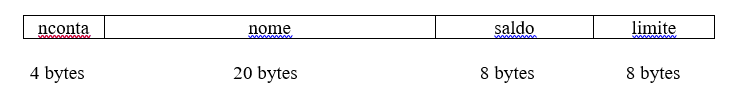 nconta nome saldo limite
4 bytes 20 bytes 8 bytes 8 bytes